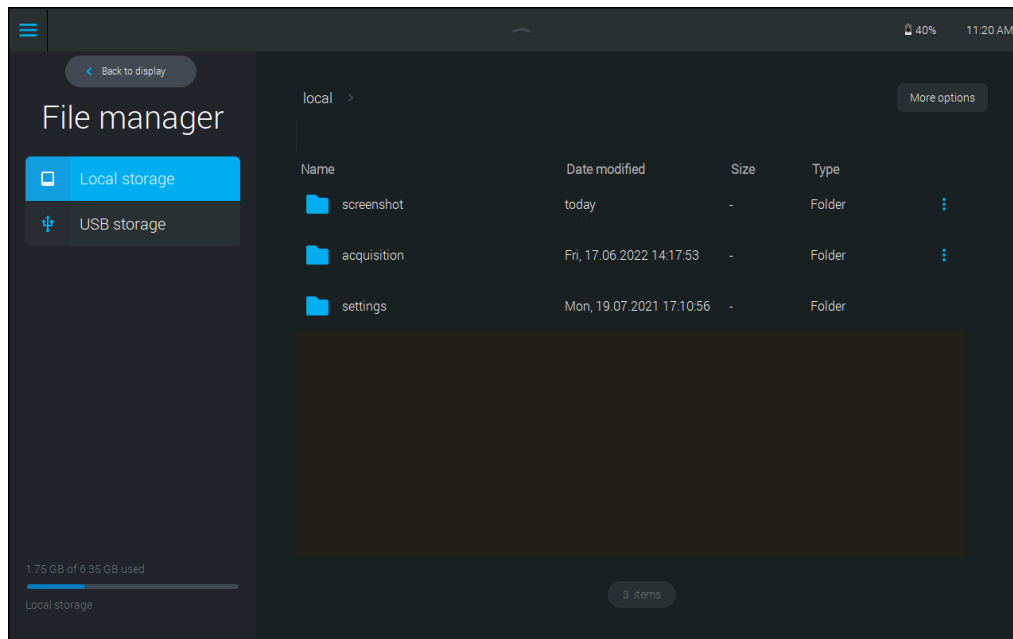 40% 11:20 AM
Back to display
File manager
Local storage
USB storage
1.75 GB of 6.35 GB used
Local storage
local
More options
Name Date modified Size Type
screenshot today - Folder
acquisition Fri, 17.06.2022 14:17:53 - Folder
settings Mon, 19.07.2021 17:10:56 - Folder
3 items